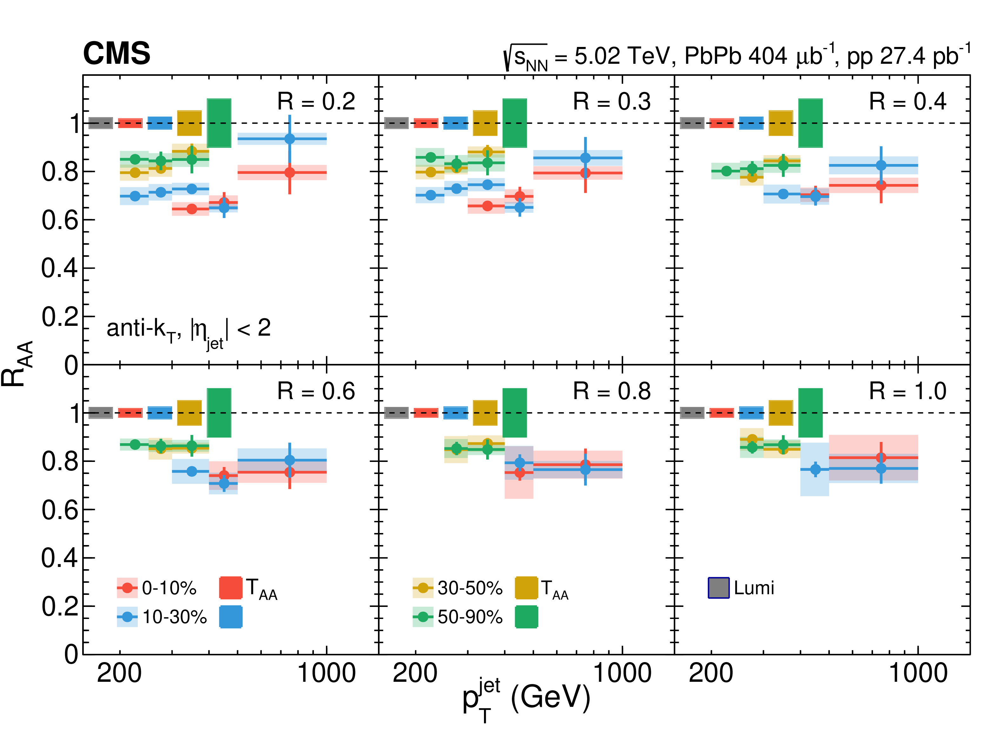 CMS
√sNN = 5.02 TeV, PbPb 404 μb-1, pp 27.4 pb-1
R = 0.2
R = 0.3
R = 0.4
1
0.8
0.6
0.4
0.2
0
anti-kT, |ηjet| < 2
RAA
R = 0.6
R = 0.8
R = 1.0
1
0.8
0.6
0.4
0.2
0
0-10% TAA
10-30%
30-50% TAA
50-90%
Lumi
200 1000
200 1000
200 1000
pTjet (GeV)